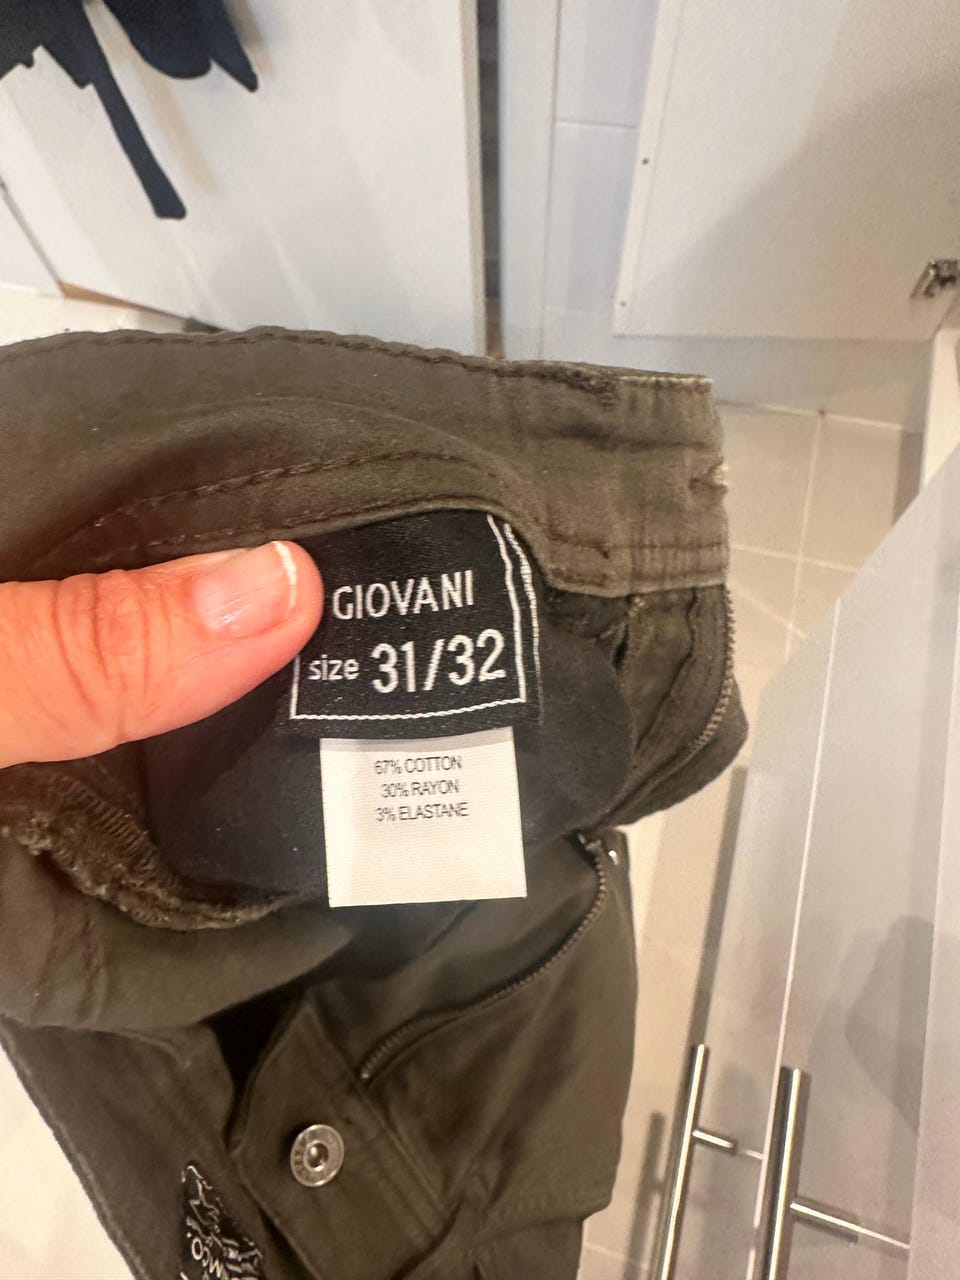 GIOVANI
size 31/32
67% COTTON
30% RAYON
3% ELASTANE